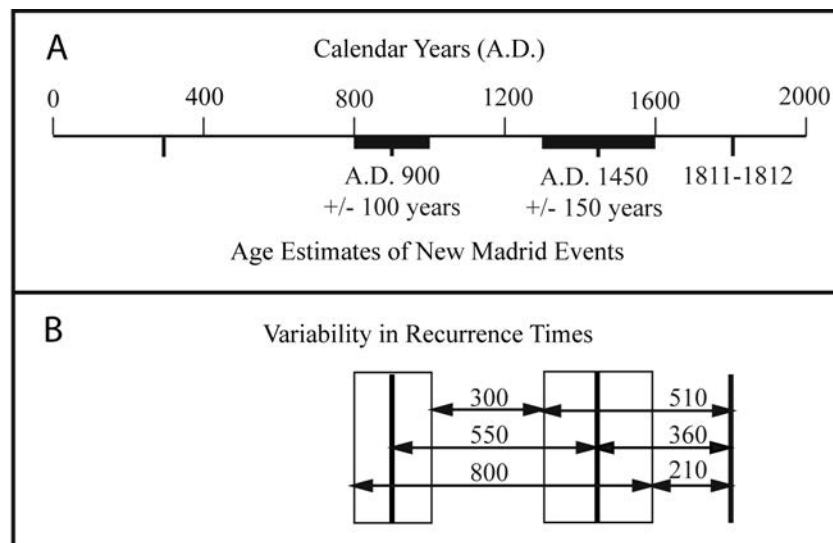 A
Calendar Years (A.D.)
0 400 800 1200 1600 2000
A.D. 900 A.D. 1450 1811-1812
+/- 100 years +/- 150 years
Age Estimates of New Madrid Events
B
Variability in Recurrence Times
300 510
550 360
800 210